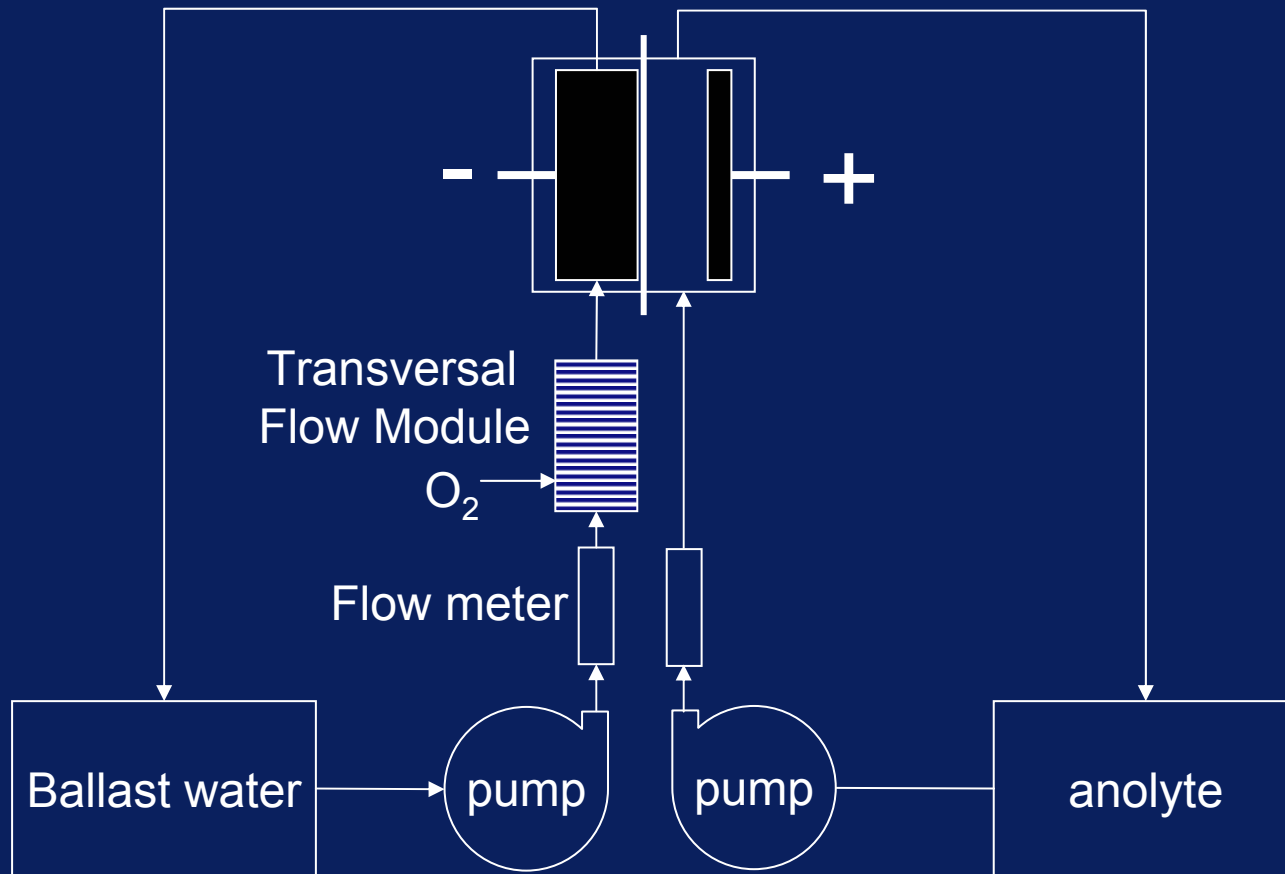 -
+
Transversal
Flow Module
O₂
Flow meter
Ballast water
pump
pump
anolyte